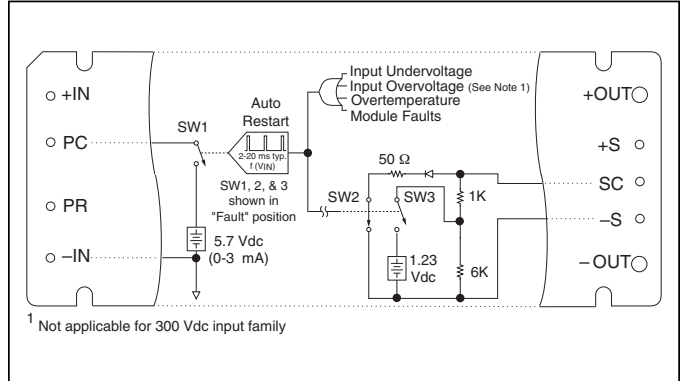 +IN
PC
PR
–IN
SW1
Auto
Restart
2-20 ms typ.
f (VIN)
SW1, 2, & 3
shown in
"Fault" position
5.7 Vdc
(0-3 mA)
Input Undervoltage
Input Overvoltage (See Note 1)
Overtemperature
Module Faults
50 Ω
SW2
SW3
1K
1.23
Vdc
6K
+OUT
+S
SC
–S
–OUT
1 Not applicable for 300 Vdc input family